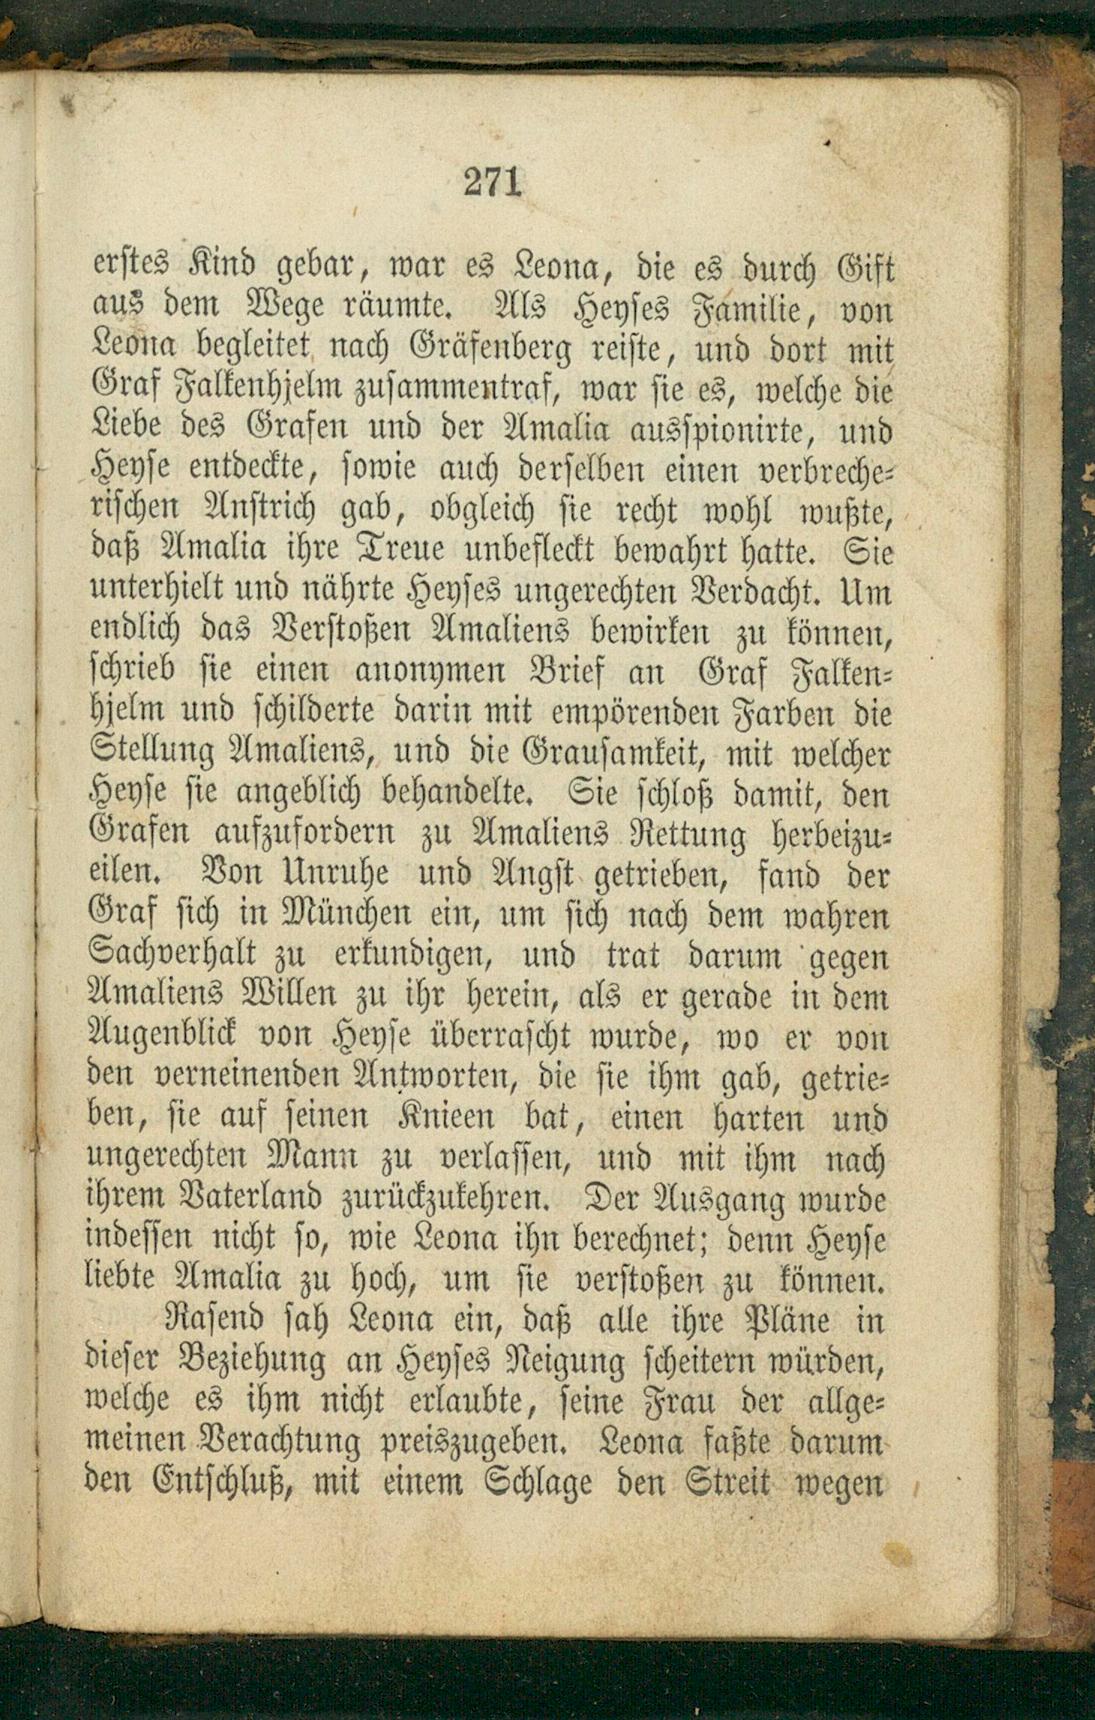 271
erstes Kind gebar, war es Leona, die es durch Gift
aus dem Wege räumte. Als Heyses Familie, von
Leona begleitet nach Gräfenberg reiste, und dort mit
Graf Falkenhjelm zusammentraf, war sie es, welche die
Liebe des Grafen und der Amalia ausspionirte, und
Heyse entdeckte, sowie auch derselben einen verbreche-
rischen Anstrich gab, obgleich sie recht wohl wußte,
daß Amalia ihre Treue unbefleckt bewahrt hatte. Sie
unterhielt und nährte Heyses ungerechten Verdacht. Um
endlich das Verstoßen Amaliens bewirken zu können,
schrieb sie einen anonymen Brief an Graf Falken-
hjelm und schilderte darin mit empörenden Farben die
Stellung Amaliens, und die Grausamkeit, mit welcher
Heyse sie angeblich behandelte. Sie schloß damit, den
Grafen aufzufordern zu Amaliens Rettung herbeizu-
eilen. Von Unruhe und Angst getrieben, fand der
Graf sich in München ein, um sich nach dem wahren
Sachverhalt zu erkundigen, und trat darum gegen
Amaliens Willen zu ihr herein, als er gerade in dem
Augenblick von Heyse überrascht wurde, wo er von
den verneinenden Antworten, die sie ihm gab, getrie-
ben, sie auf seinen Knieen bat, einen harten und
ungerechten Mann zu verlassen, und mit ihm nach
ihrem Vaterland zurückzukehren. Der Ausgang wurde
indessen nicht so, wie Leona ihn berechnet; denn Heyse
liebte Amalia zu hoch, um sie verstoßen zu können.
Rasend sah Leona ein, daß alle ihre Pläne in
dieser Beziehung an Heyses Neigung scheitern würden,
welche es ihm nicht erlaubte, seine Frau der allge-
meinen Verachtung preiszugeben. Leona faßte darum
den Entschluß, mit einem Schlage den Streit wegen